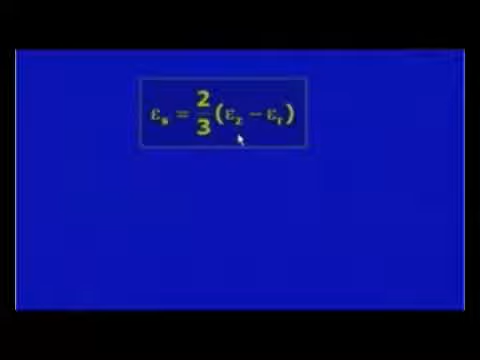 εs = 2/3 (εz − εr)